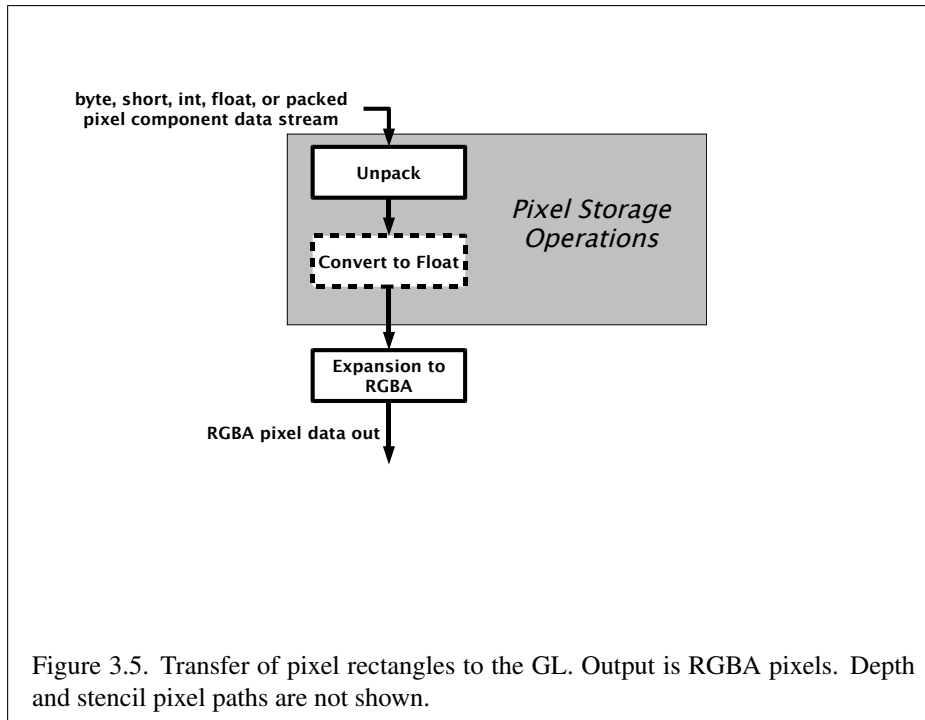 byte, short, int, float, or packed
pixel component data stream
Unpack
Pixel Storage
Operations
Convert to Float
Expansion to
RGBA
RGBA pixel data out
Figure 3.5. Transfer of pixel rectangles to the GL. Output is RGBA pixels. Depth
and stencil pixel paths are not shown.